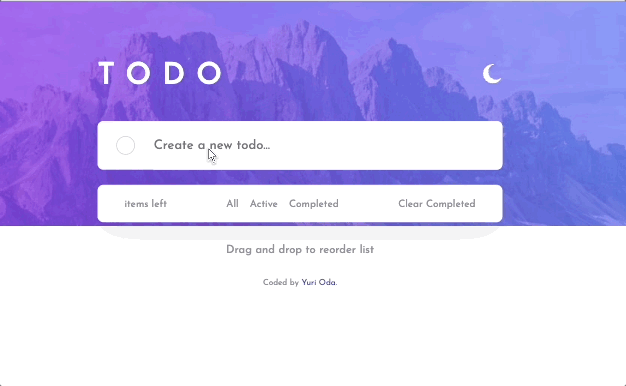 TODO
Create a new todo...
items left All Active Completed Clear Completed
Drag and drop to reorder list
Coded by Yuri Oda.